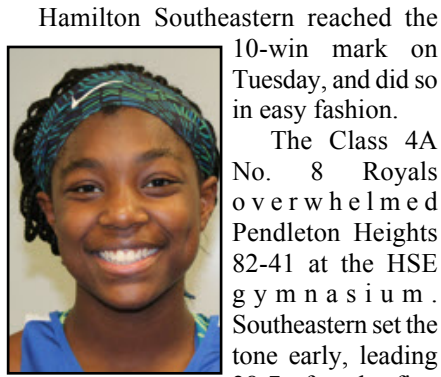 Hamilton Southeastern reached the
10-win mark on
Tuesday, and did so
in easy fashion.
The Class 4A
No. 8 Royals
overwhelmed
Pendleton Heights
82-41 at the HSE
gymnasium.
Southeastern set the
tone early, leading